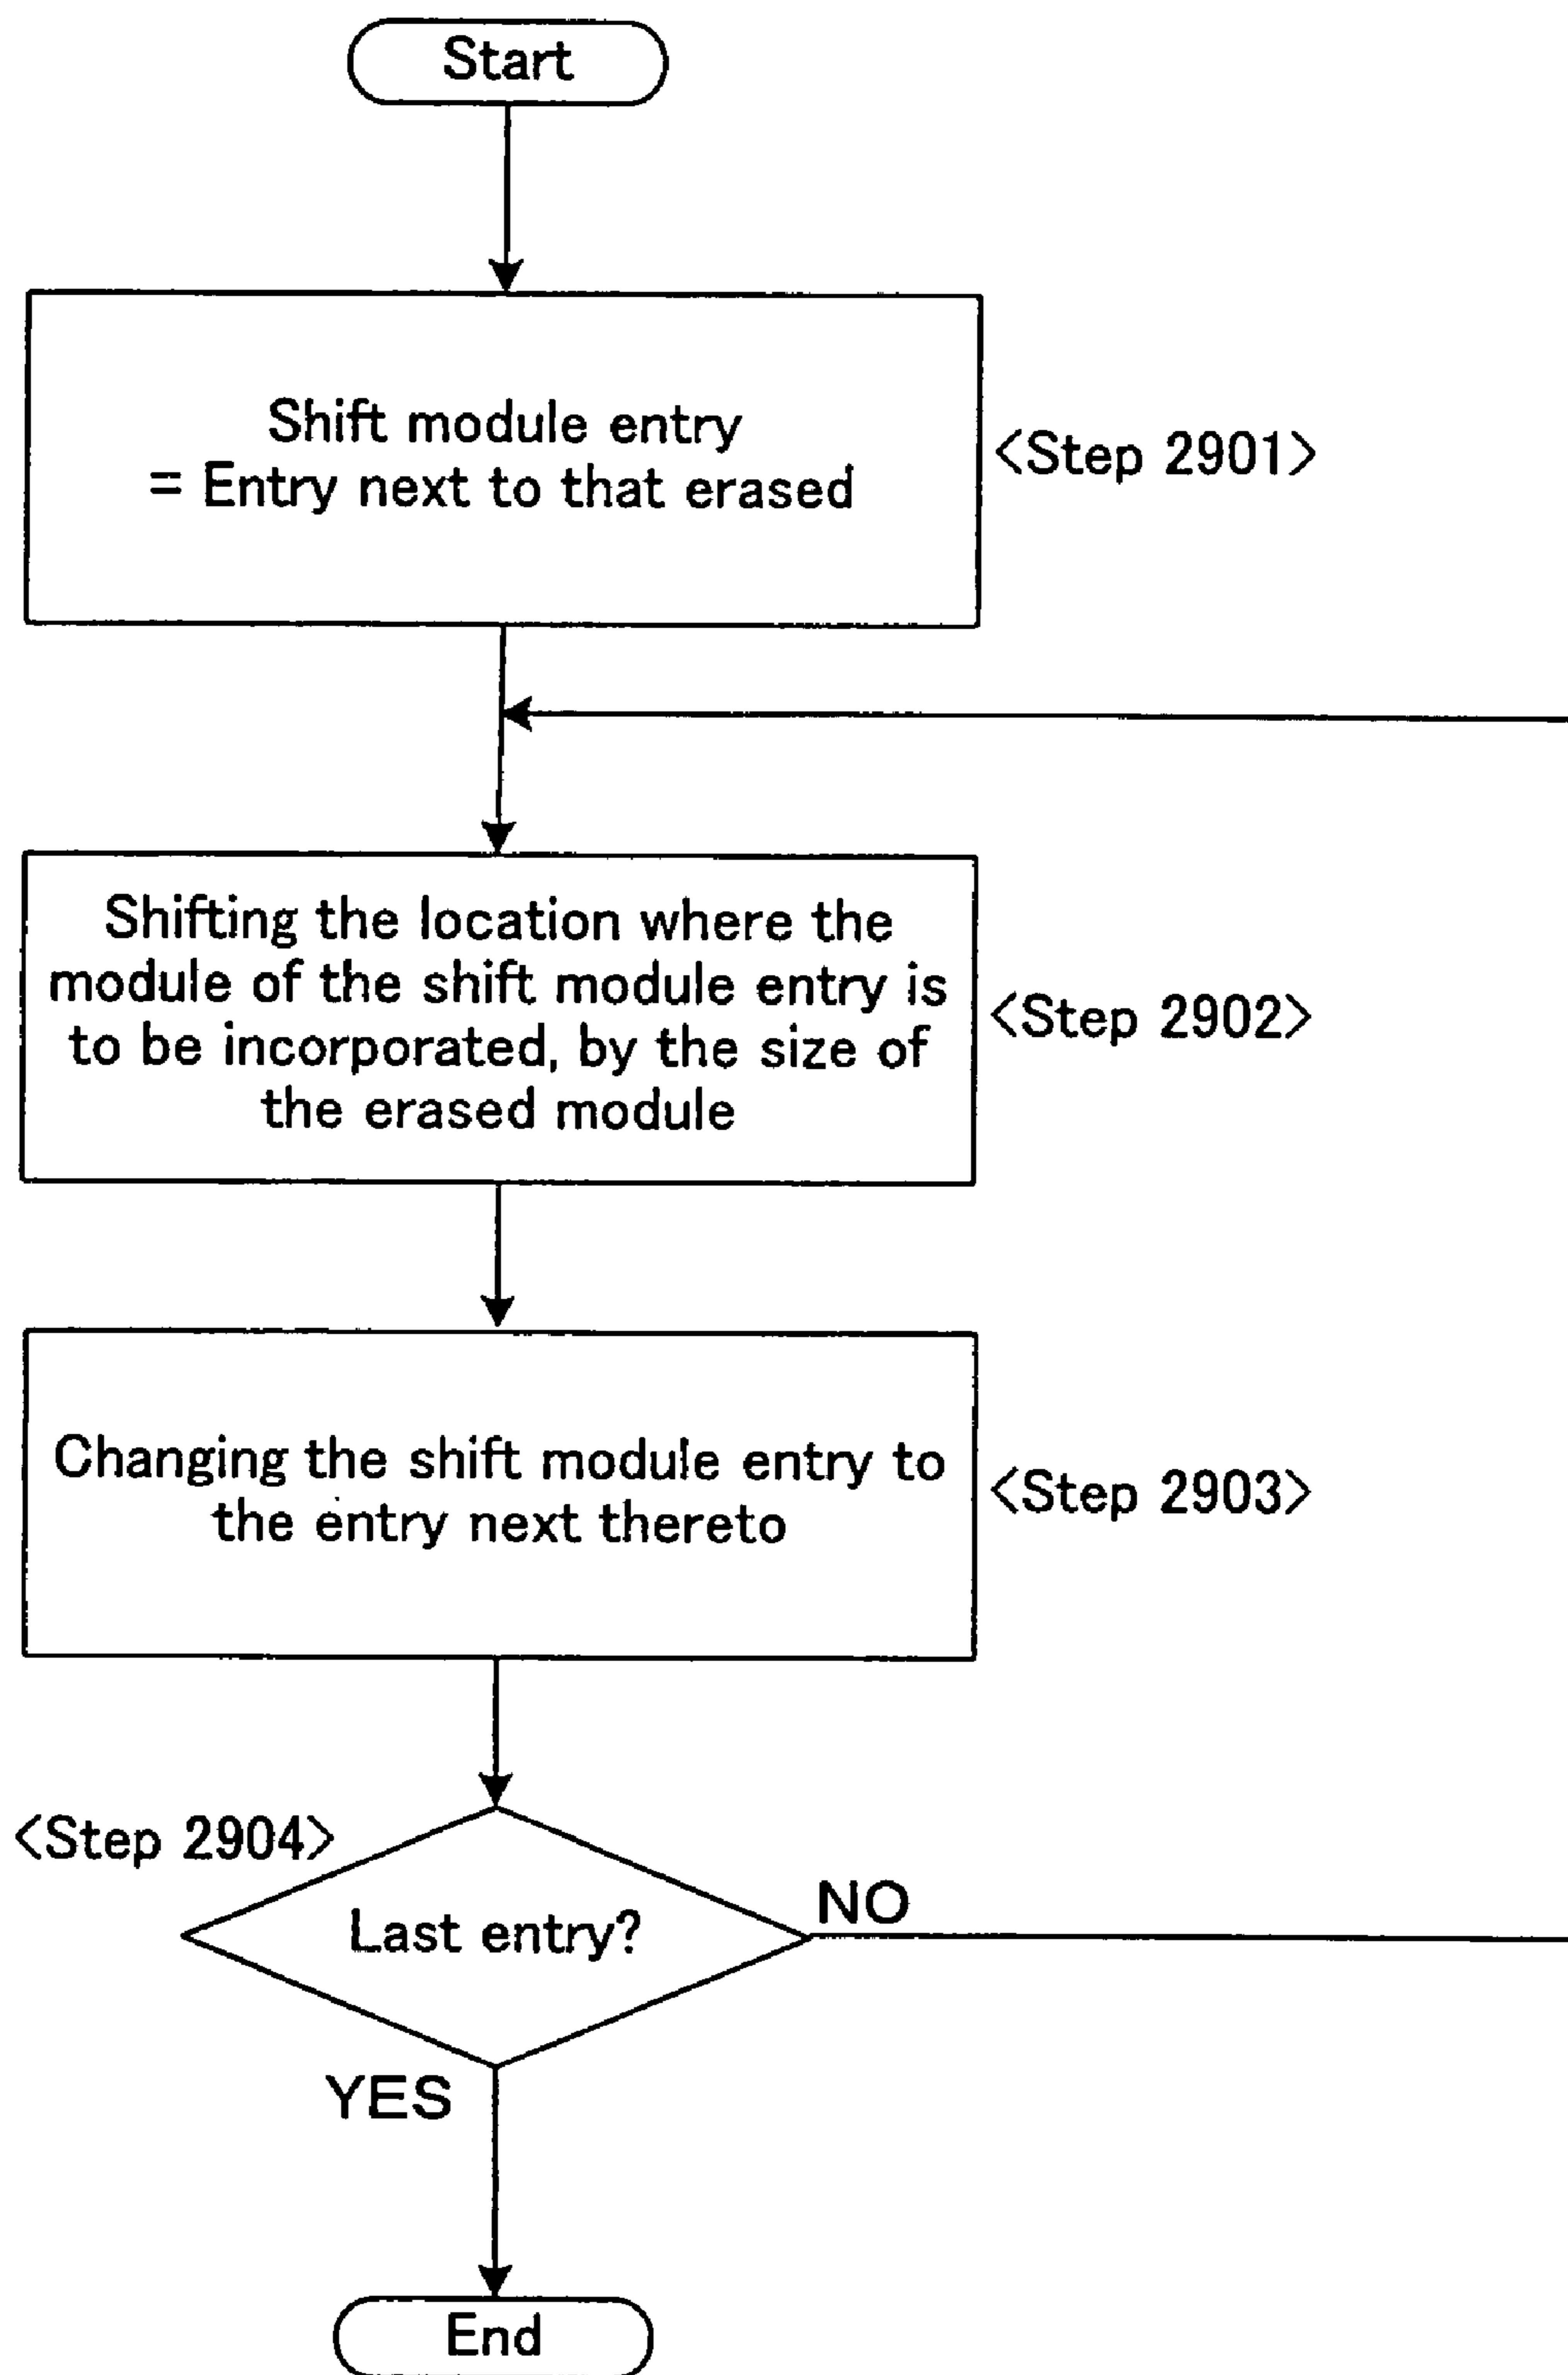 Start
Shift module entry
= Entry next to that erased
<Step 2901>
Shifting the location where the
module of the shift module entry is
to be incorporated, by the size of
the erased module
<Step 2902>
Changing the shift module entry to
the entry next thereto
<Step 2903>
<Step 2904>
Last entry?
NO
YES
End